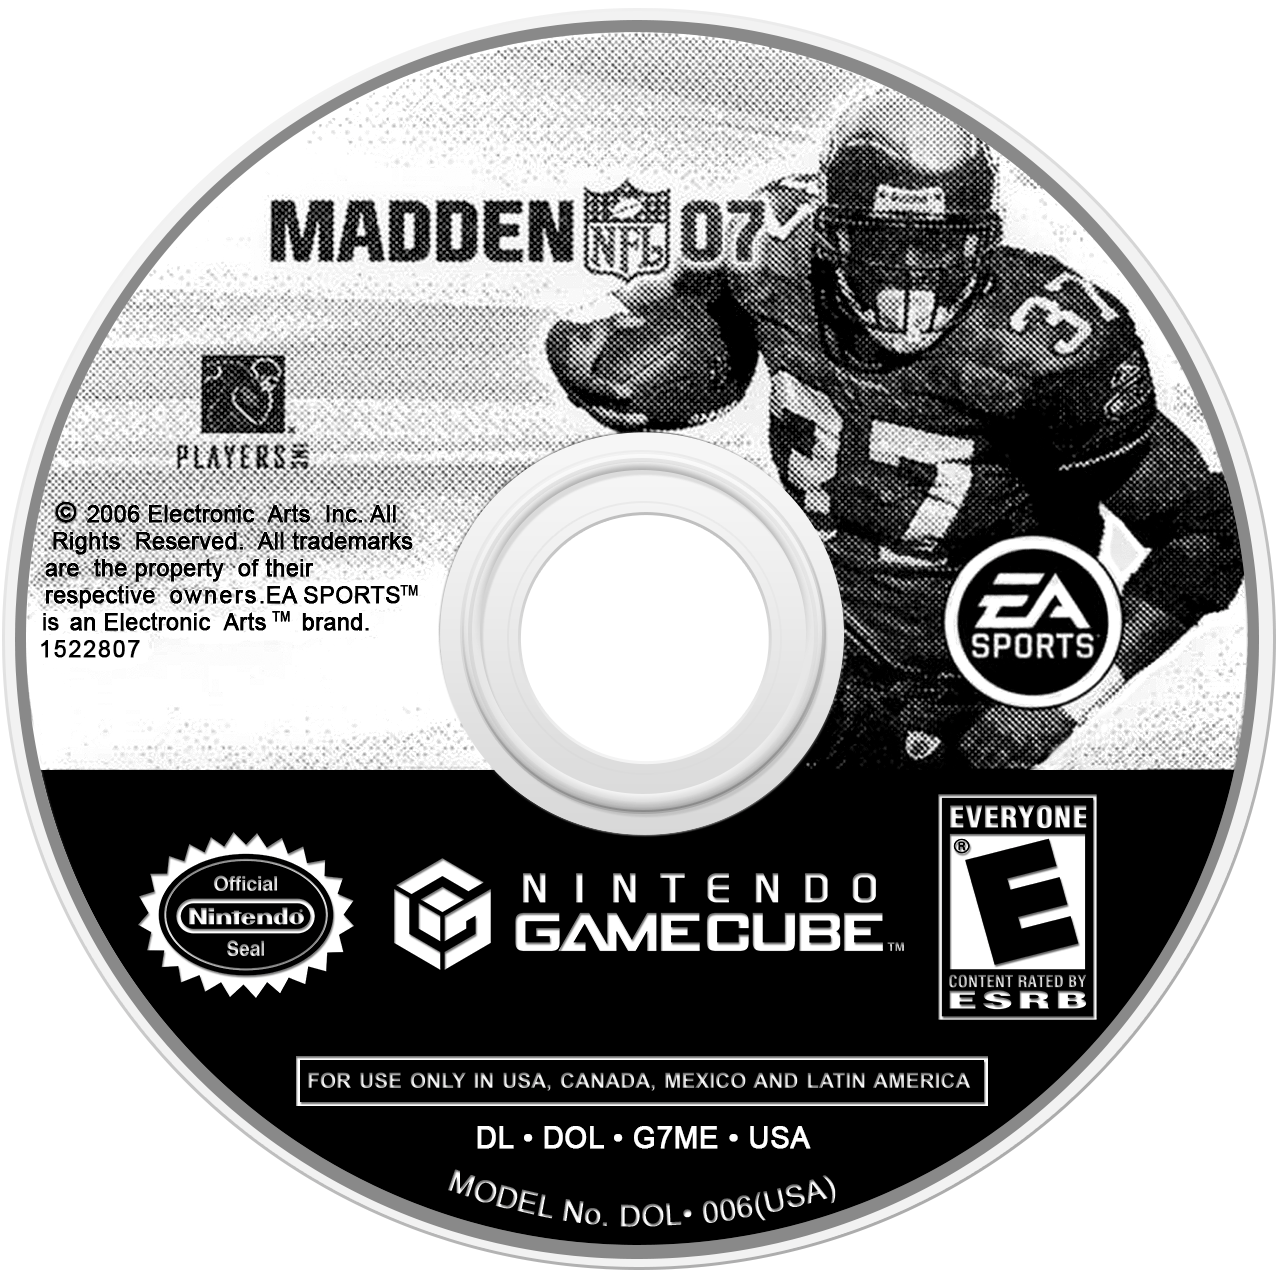 MADDEN NFL 07
37
37
PLAYERS INC
© 2006 Electronic Arts Inc. All
Rights Reserved. All trademarks
are the property of their
respective owners.EA SPORTS™
is an Electronic Arts™ brand.
1522807
EA
SPORTS™
EVERYONE
E
®
CONTENT RATED BY
ESRB
Official
Nintendo®
Seal
NINTENDO
GAMECUBE™
FOR USE ONLY IN USA, CANADA, MEXICO AND LATIN AMERICA
DL • DOL • G7ME • USA
MODEL No. DOL• 006(USA)